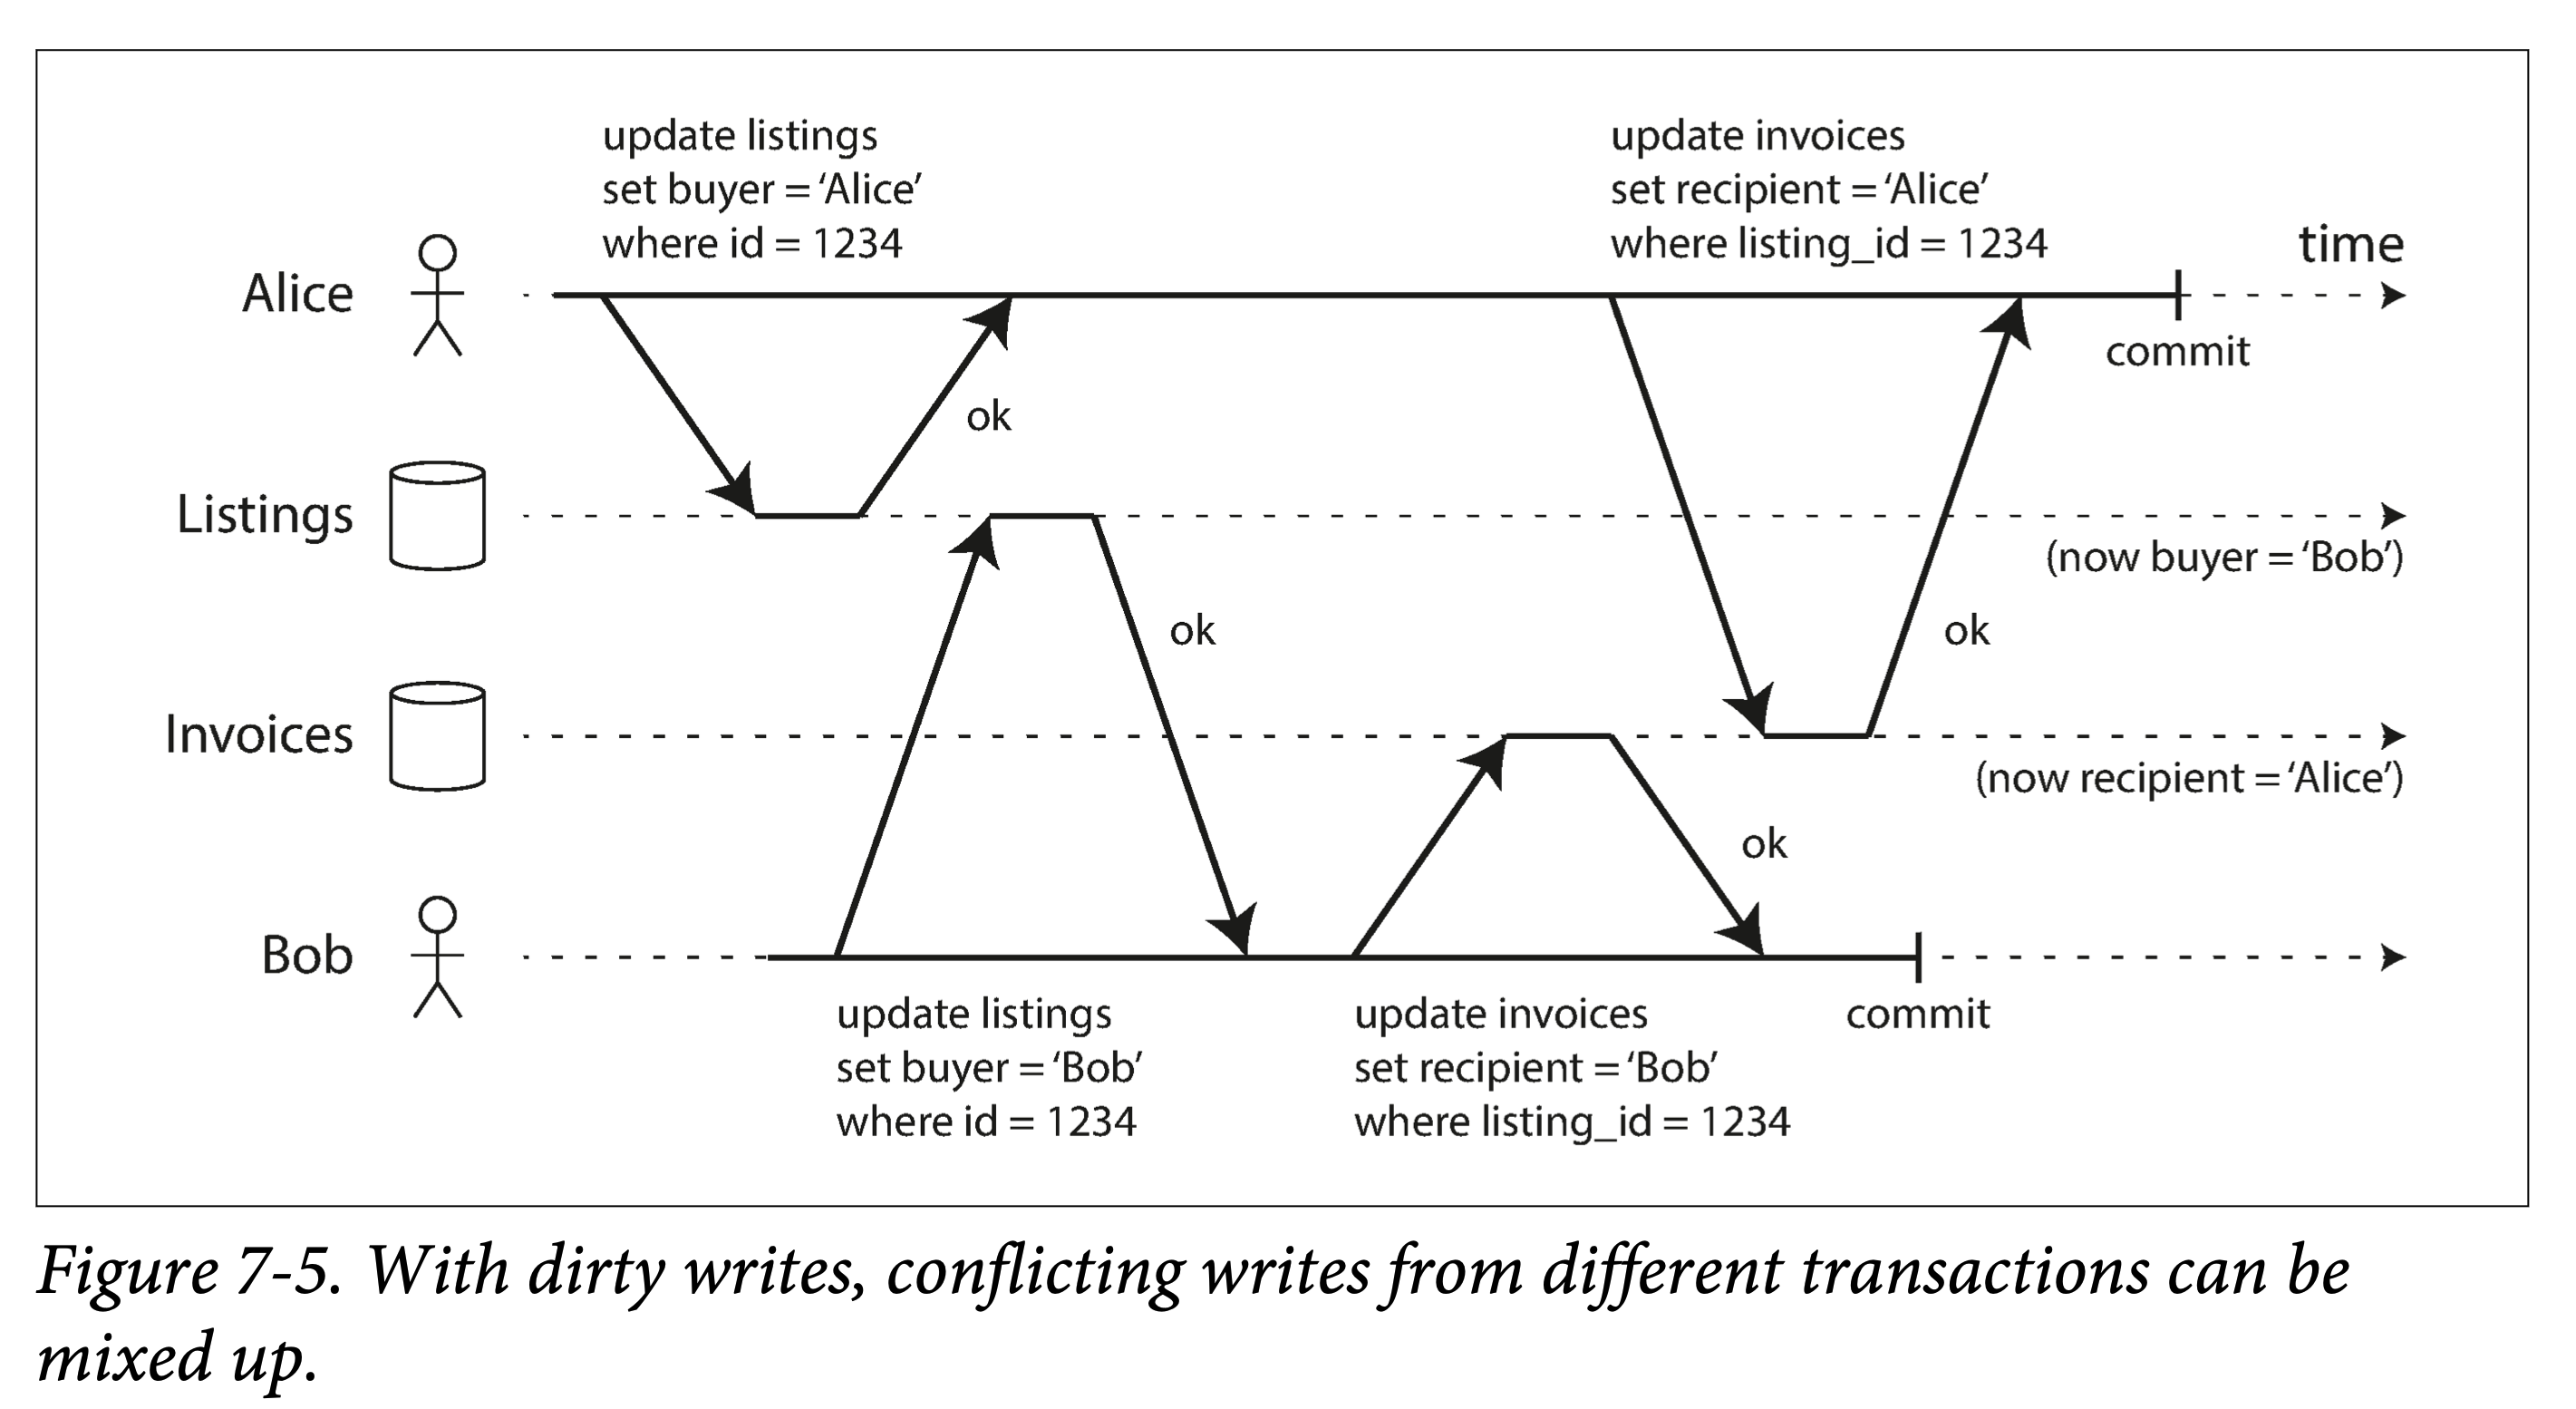 update listings
set buyer = ‘Alice’
where id = 1234
update invoices
set recipient = ‘Alice’
where listing_id = 1234
time
Alice
commit
ok
Listings
(now buyer = ‘Bob’)
ok
ok
Invoices
(now recipient = ‘Alice’)
ok
Bob
update listings
set buyer = ‘Bob’
where id = 1234
update invoices
set recipient = ‘Bob’
where listing_id = 1234
commit
Figure 7-5. With dirty writes, conflicting writes from different transactions can be
mixed up.